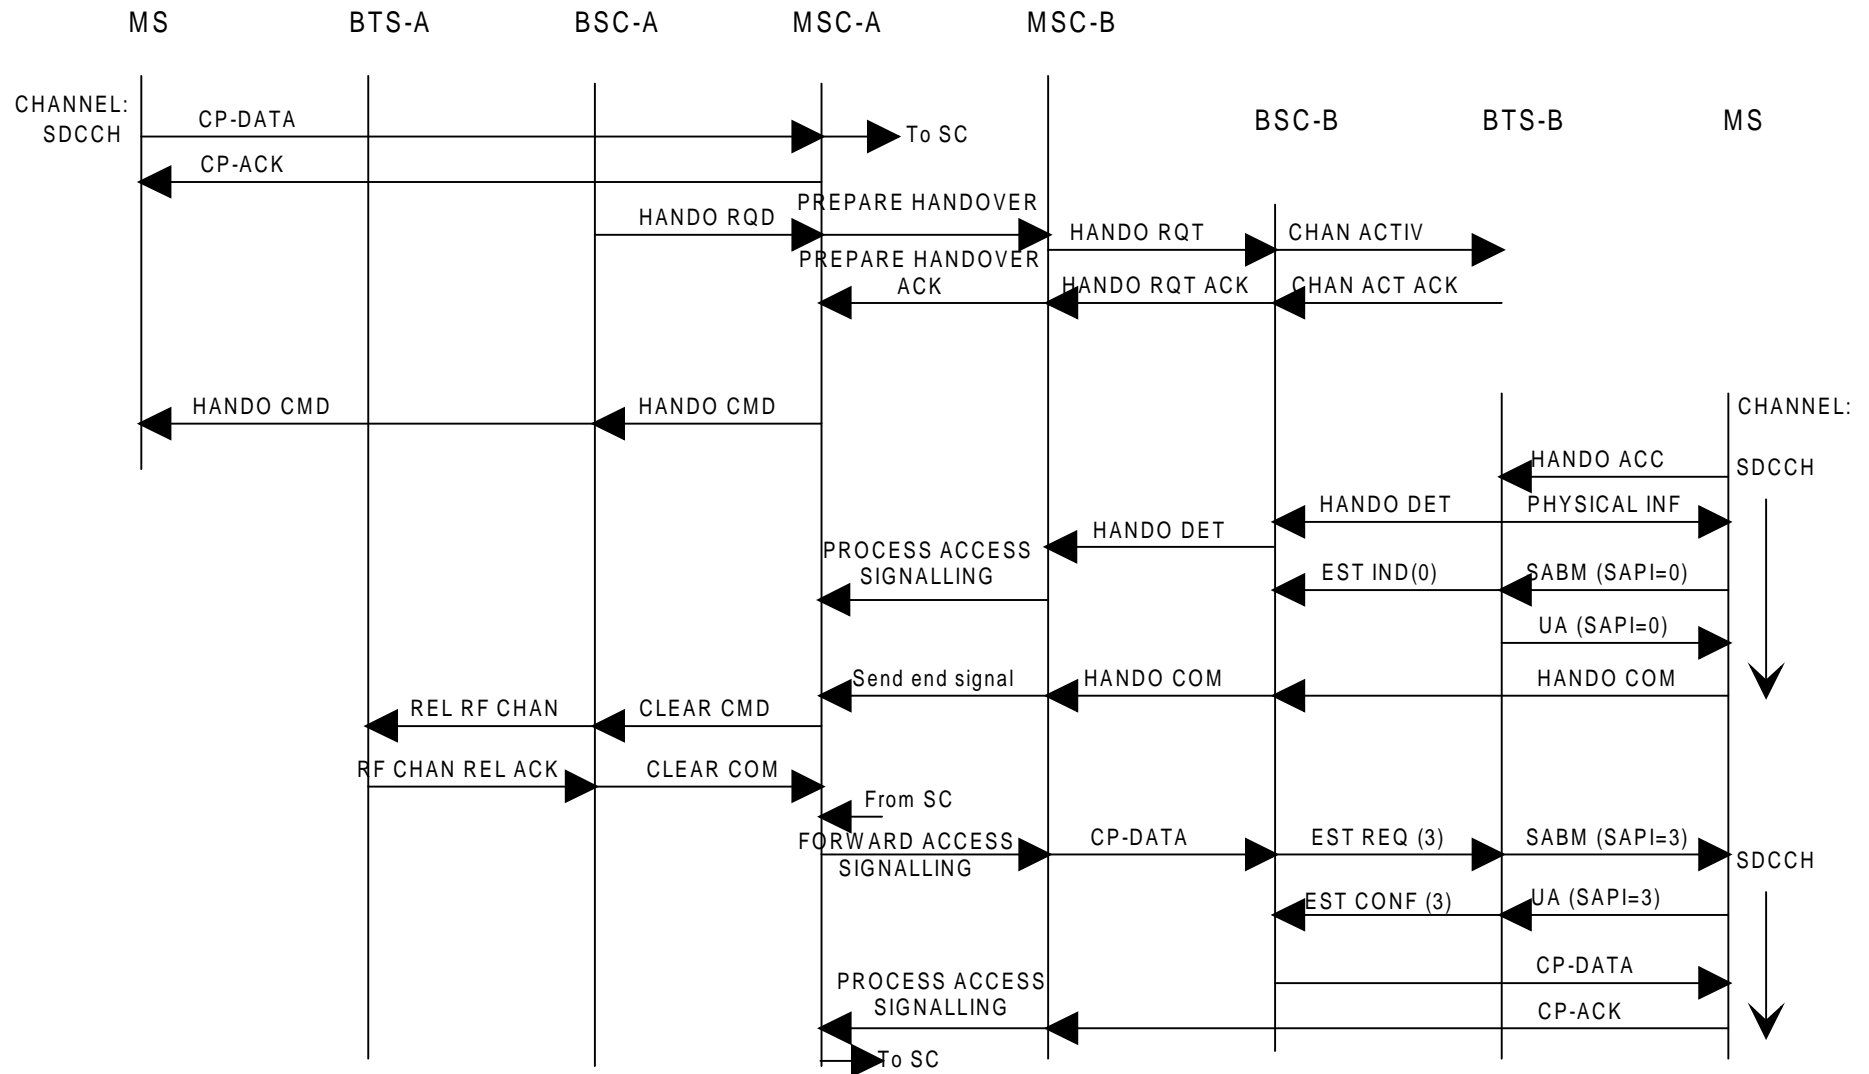 MS
BTS-A
BSC-A
MSC-A
MSC-B
CHANNEL:
SDCCH
CP-DATA
To SC
BSC-B
BTS-B
MS
CP-ACK
PREPARE HANDOVER
HANDO RQD
HANDO RQT
CHAN ACTIV
PREPARE HANDOVER
ACK
HANDO RQT ACK
CHAN ACT ACK
HANDO CMD
HANDO CMD
CHANNEL:
SDCCH
HANDO ACC
HANDO DET
PHYSICAL INF
HANDO DET
PROCESS ACCESS
SIGNALLING
EST IND(0)
SABM (SAPI=0)
UA (SAPI=0)
Send end signal
HANDO COM
HANDO COM
REL RF CHAN
CLEAR CMD
RF CHAN REL ACK
CLEAR COM
From SC
FORWARD ACCESS
SIGNALLING
CP-DATA
EST REQ (3)
SABM (SAPI=3)
SDCCH
EST CONF (3)
UA (SAPI=3)
CP-DATA
PROCESS ACCESS
SIGNALLING
CP-ACK
To SC